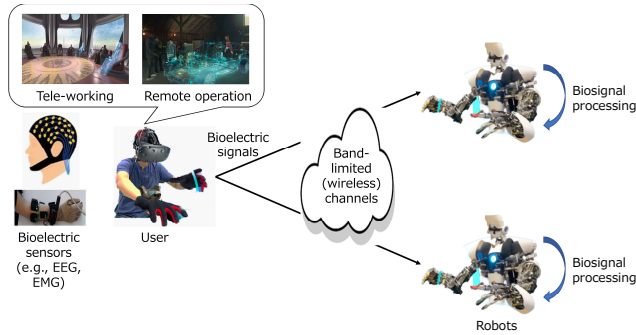 Tele-working
Remote operation
Bioelectric
signals
Band-
limited
(wireless)
channels
Biosignal
processing
Bioelectric
sensors
(e.g., EEG,
EMG)
User
Biosignal
processing
Robots